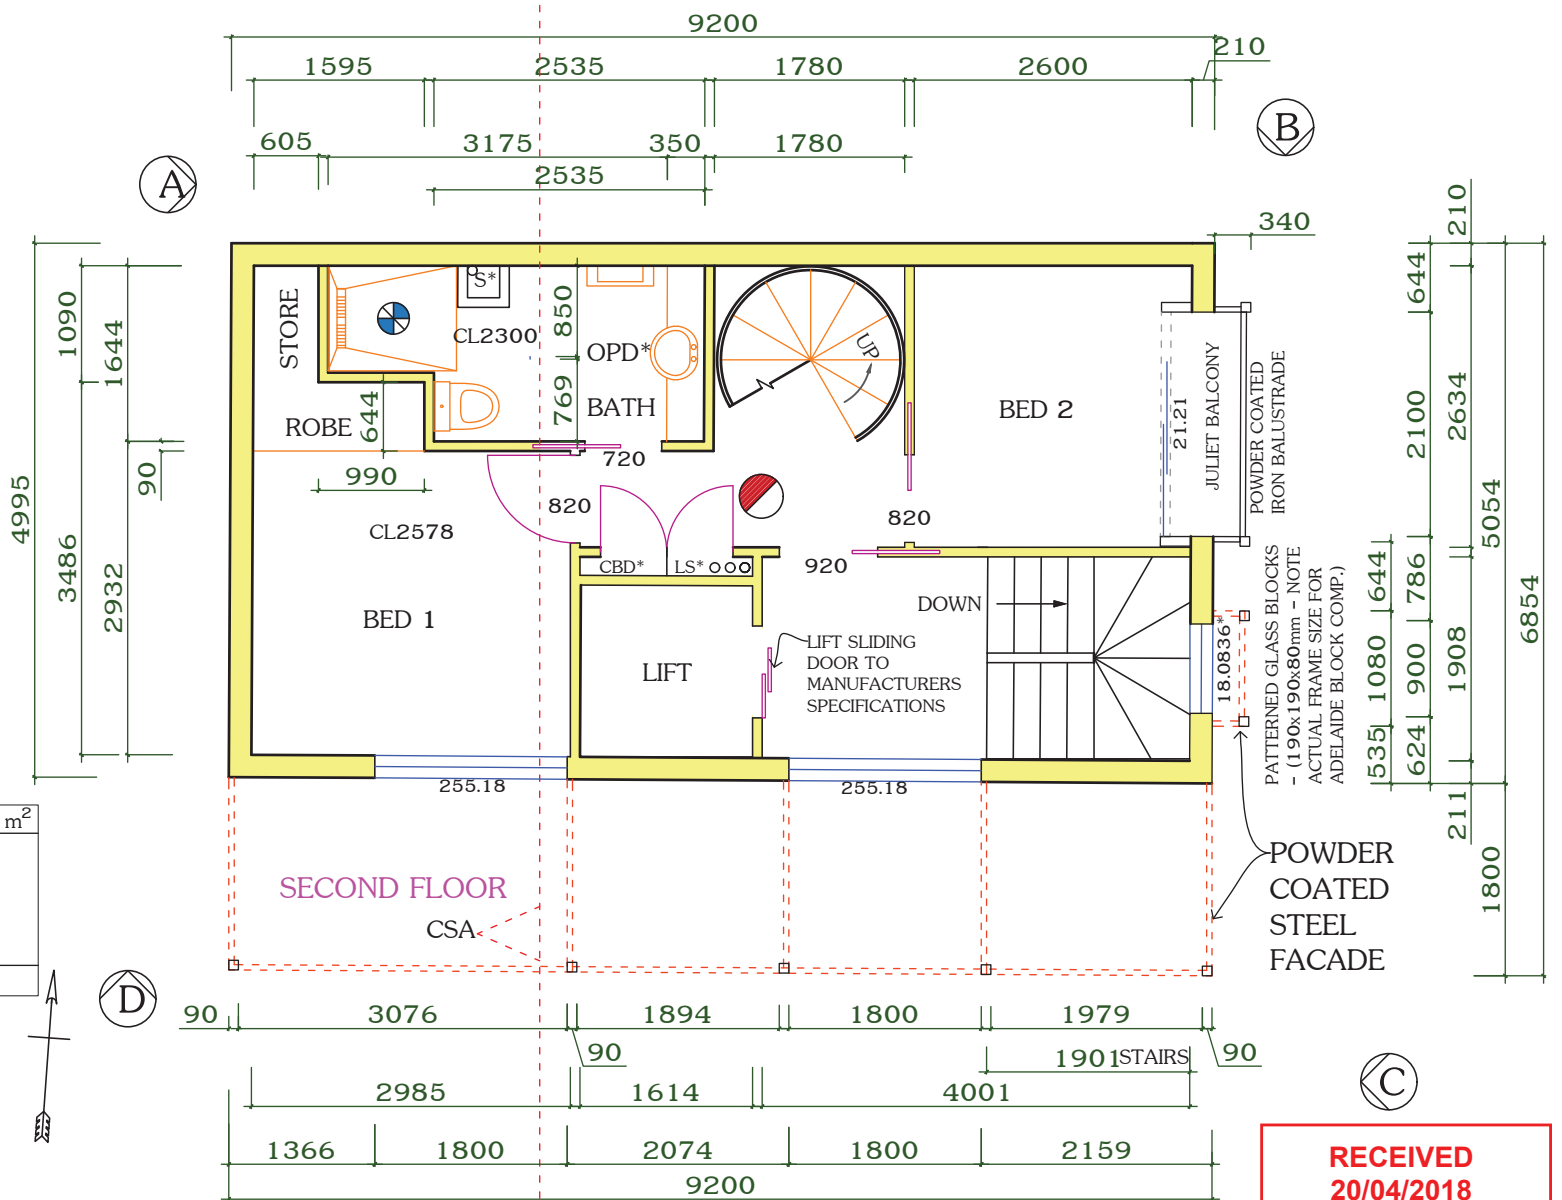 9200
210
1595 2535 1780 2600
605 3175 350 1780
2535
A
B
340
210
644
2100
2634
5054
6854
644
786
1080
900
1908
535
624
211
1800
4995
1090
1644
90
3486
2932
STORE
S*
CL2300
850
OPD*
769
BATH
UP
ROBE
644
990
720
820
CL2578
BED 2
820
21.21
JULIET BALCONY
POWDER COATED
IRON BALUSTRADE
CBD*
LS*
920
BED 1
DOWN
LIFT
LIFT SLIDING
DOOR TO
MANUFACTURERS
SPECIFICATIONS
18.0836*
PATTERNED GLASS BLOCKS
- (190x190x80mm - NOTE
ACTUAL FRAME SIZE FOR
ADELAIDE BLOCK COMP.)
255.18
255.18
m²
SECOND FLOOR
CSA
POWDER
COATED
STEEL
FACADE
D
90 3076 1894 1800 1979
90
1901 STAIRS
90
C
2985 1614 4001
1366 1800 2074 1800 2159
9200
RECEIVED
20/04/2018